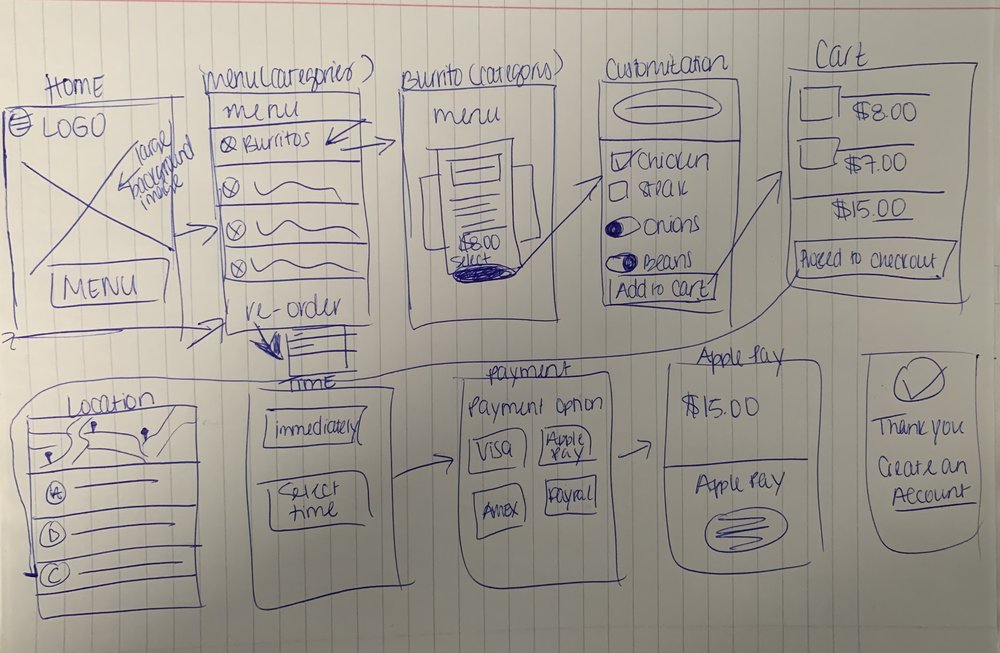 HOME
LOGO
large
background
image
MENU
menu (categories)
menu
Burritos
re-order
Burrito (categorys)
menu
$8.00
Select
Customitation
Chicken
Steak
Onions
Beans
Add to cart
Cart
$8.00
$7.00
$15.00
Proceed to checkout
Location
A
C
TIME
immediately
Select
time
payment
Payment Option
Visa
Apple
Pay
Amex
Paypal
Apple Pay
$15.00
Apple Pay
Thank you
Create an
Account